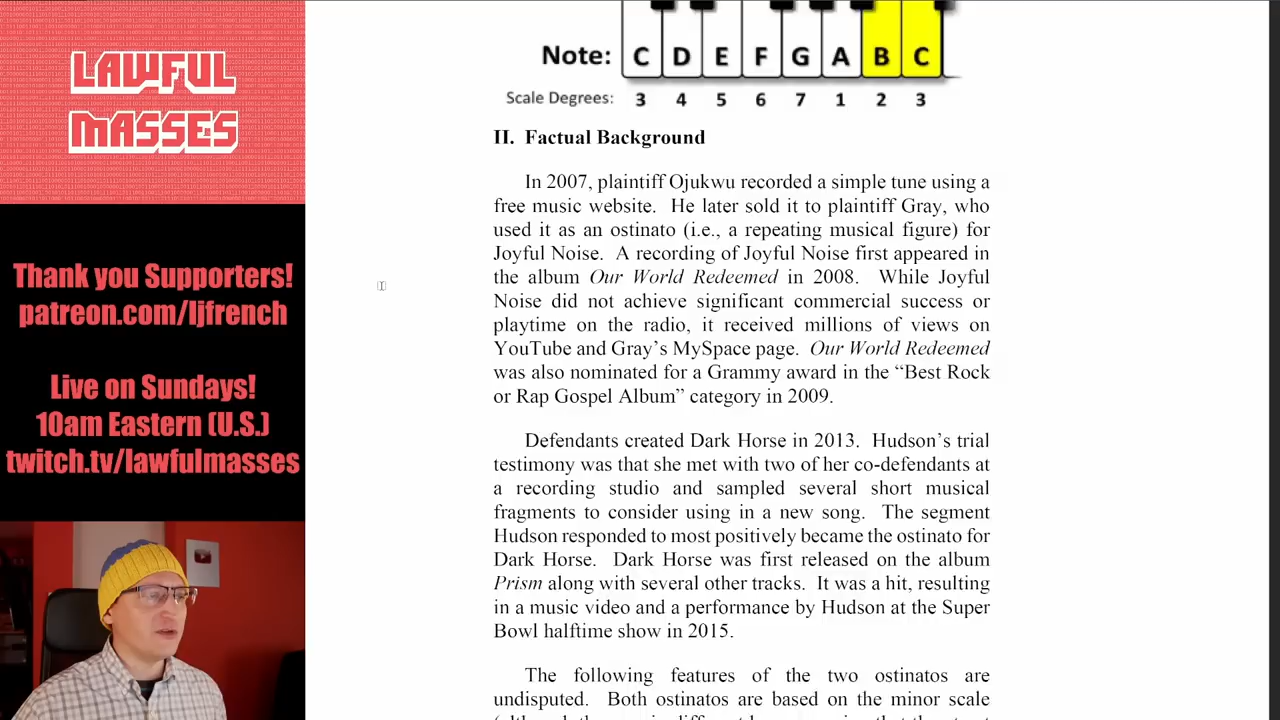 LAWFUL
MASSES
Thank you Supporters!
patreon.com/ljfrench
Live on Sundays!
10am Eastern (U.S.)
twitch.tv/lawfulmasses
Note: C D E F G A B C
Scale Degrees: 3 4 5 6 7 1 2 3
II. Factual Background
In 2007, plaintiff Ojukwu recorded a simple tune using a
free music website. He later sold it to plaintiff Gray, who
used it as an ostinato (i.e., a repeating musical figure) for
Joyful Noise. A recording of Joyful Noise first appeared in
the album Our World Redeemed in 2008. While Joyful
Noise did not achieve significant commercial success or
playtime on the radio, it received millions of views on
YouTube and Gray’s MySpace page. Our World Redeemed
was also nominated for a Grammy award in the “Best Rock
or Rap Gospel Album” category in 2009.
Defendants created Dark Horse in 2013. Hudson’s trial
testimony was that she met with two of her co-defendants at
a recording studio and sampled several short musical
fragments to consider using in a new song. The segment
Hudson responded to most positively became the ostinato for
Dark Horse. Dark Horse was first released on the album
Prism along with several other tracks. It was a hit, resulting
in a music video and a performance by Hudson at the Super
Bowl halftime show in 2015.
The following features of the two ostinatos are
undisputed. Both ostinatos are based on the minor scale